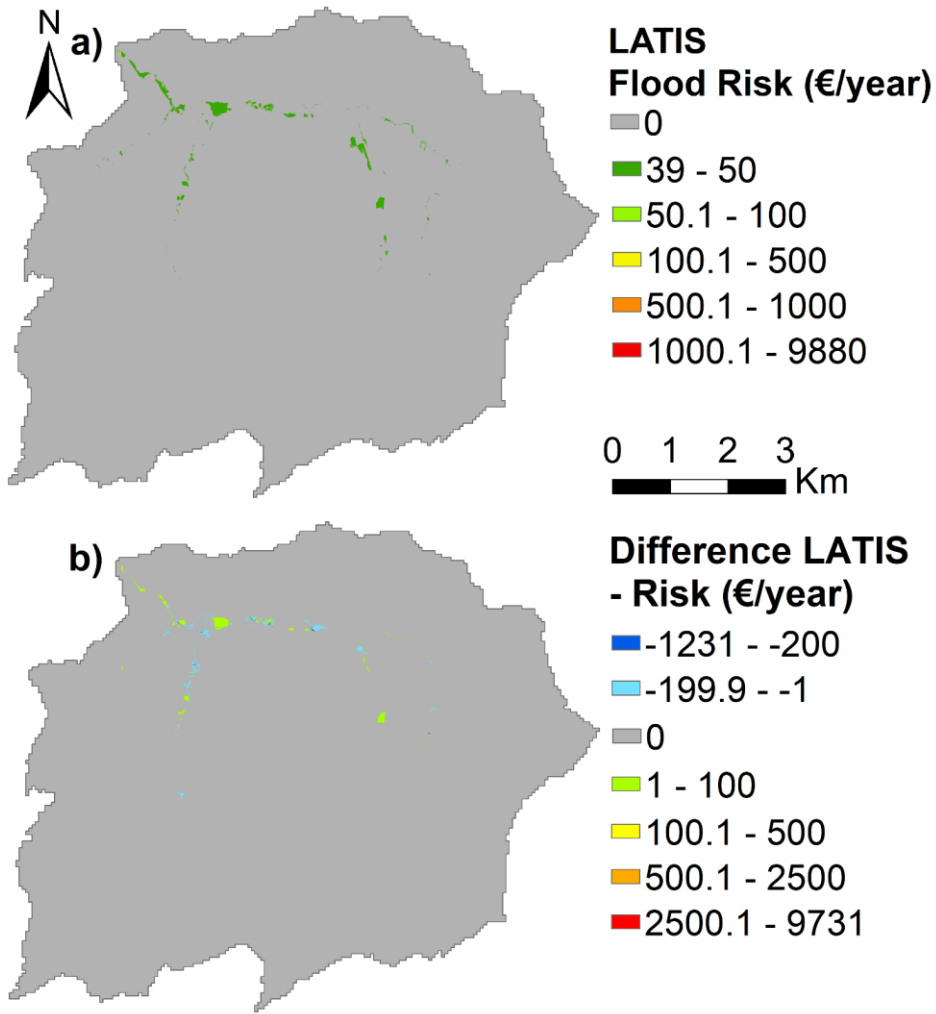 N
a)
LATIS
Flood Risk (€/year)
0
39 - 50
50.1 - 100
100.1 - 500
500.1 - 1000
1000.1 - 9880
0 1 2 3
Km
b)
Difference LATIS
- Risk (€/year)
-1231 - -200
-199.9 - -1
0
1 - 100
100.1 - 500
500.1 - 2500
2500.1 - 9731